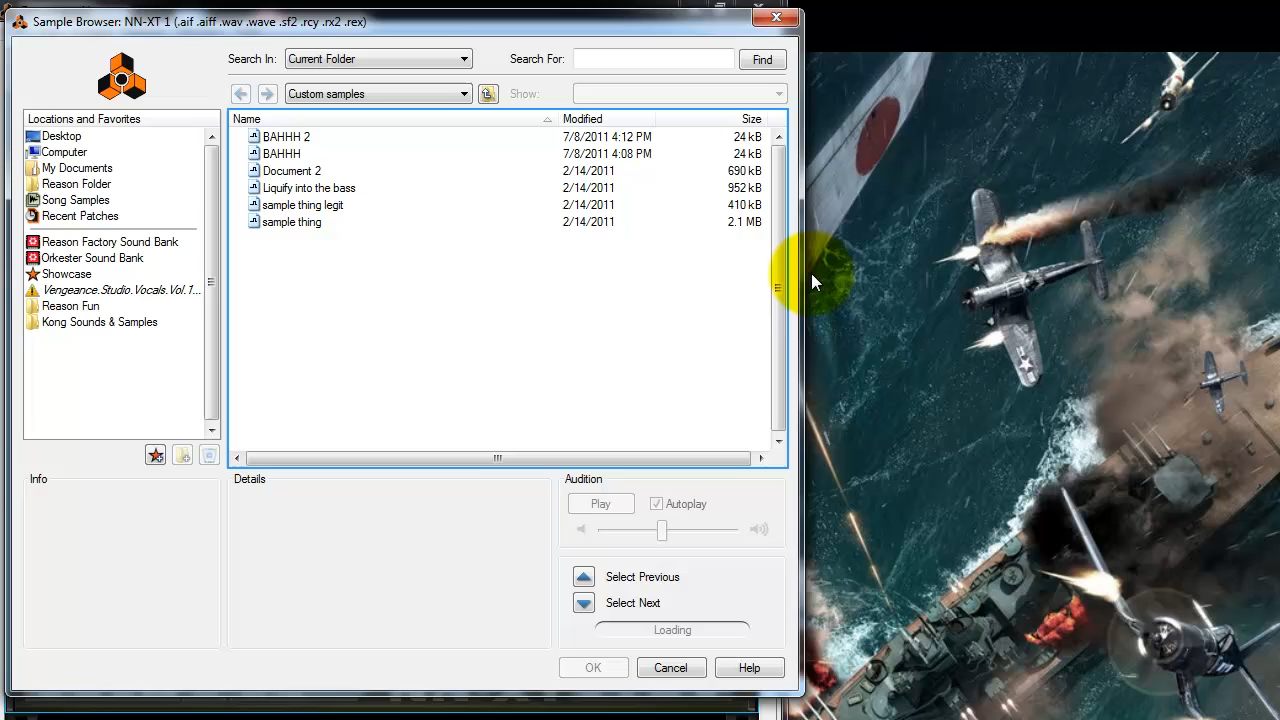 Sample Browser: NN-XT 1 (.aif .aiff .wav .wave .sf2 .rcy .rx2 .rex)
Search In: Current Folder Search For: Find
Custom samples Show:
Locations and Favorites
Desktop
Computer
My Documents
Reason Folder
Song Samples
Recent Patches
Reason Factory Sound Bank
Orkester Sound Bank
Showcase
Vengeance.Studio.Vocals.Vol.1...
Reason Fun
Kong Sounds & Samples
Name Modified Size
BAHHH 2 7/8/2011 4:12 PM 24 kB
BAHHH 7/8/2011 4:08 PM 24 kB
Document 2 2/14/2011 690 kB
Liquify into the bass 2/14/2011 952 kB
sample thing legit 2/14/2011 410 kB
sample thing 2/14/2011 2.1 MB
Info
Details
Audition
Play Autoplay
Select Previous
Select Next
Loading
OK Cancel Help